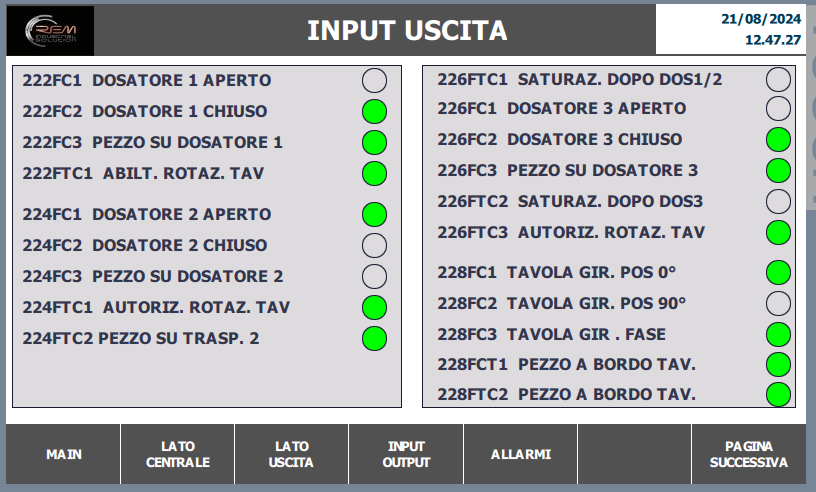 REM
INDUSTRIAL
SOLUTION
INPUT USCITA
21/08/2024
12.47.27
222FC1 DOSATORE 1 APERTO
222FC2 DOSATORE 1 CHIUSO
222FC3 PEZZO SU DOSATORE 1
222FTC1 ABILT. ROTAZ. TAV
224FC1 DOSATORE 2 APERTO
224FC2 DOSATORE 2 CHIUSO
224FC3 PEZZO SU DOSATORE 2
224FTC1 AUTORIZ. ROTAZ. TAV
224FTC2 PEZZO SU TRASP. 2
226FTC1 SATURAZ. DOPO DOS1/2
226FC1 DOSATORE 3 APERTO
226FC2 DOSATORE 3 CHIUSO
226FC3 PEZZO SU DOSATORE 3
226FTC2 SATURAZ. DOPO DOS3
226FTC3 AUTORIZ. ROTAZ. TAV
228FC1 TAVOLA GIR. POS 0°
228FC2 TAVOLA GIR. POS 90°
228FC3 TAVOLA GIR . FASE
228FCT1 PEZZO A BORDO TAV.
228FTC2 PEZZO A BORDO TAV.
MAIN
LATO
CENTRALE
LATO
USCITA
INPUT
OUTPUT
ALLARMI
PAGINA
SUCCESSIVA